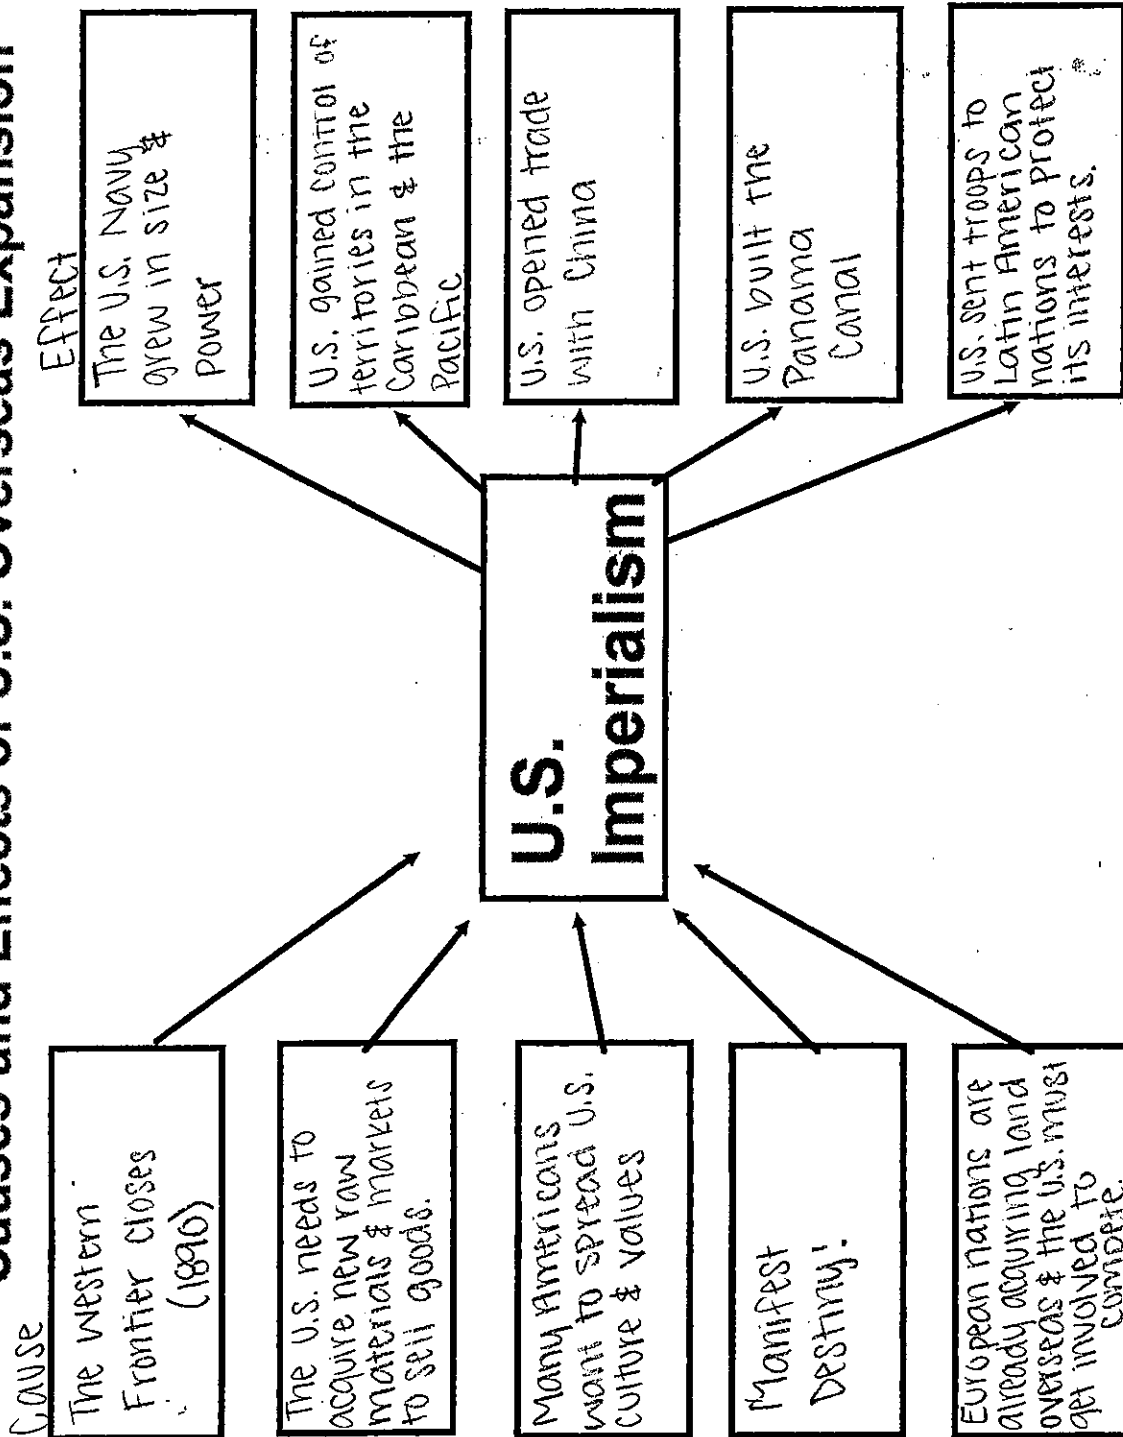 Causes and Effects of U.S. Overseas Expansion
Cause
The western
Frontier closes
(1890)
The U.S. needs to
acquire new raw
materials & markets
to sell goods.
Many Americans
want to spread U.S.
culture & values
Manifest
Destiny!
European nations are
already acquiring land
overseas & the U.S. must
get involved to
compete.
U.S.
Imperialism
Effect
The U.S. Navy
grew in size &
power
U.S. gained control of
territories in the
Caribbean & the
Pacific
U.S. opened trade
with China
U.S. built the
Panama
Canal
U.S. sent troops to
Latin American
nations to protect
its interests.